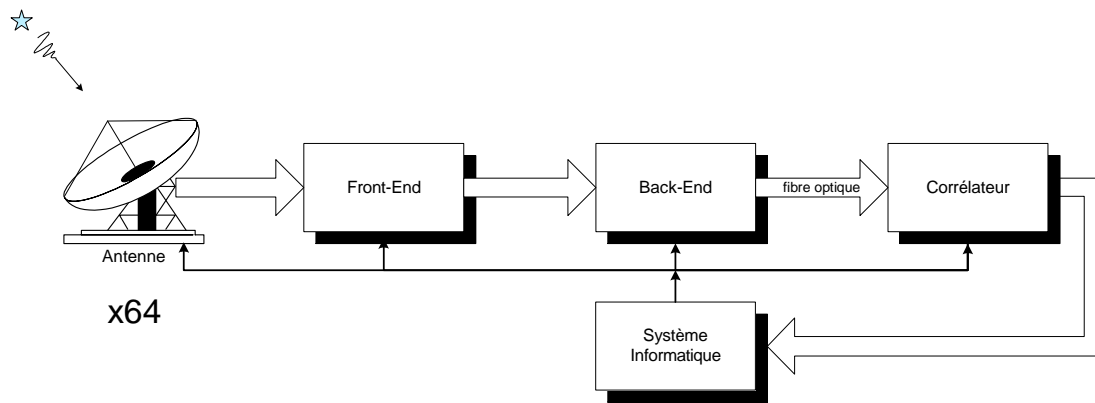 Front-End
Back-End
fibre optique
Corrélateur
Antenne
x64
Système
Informatique